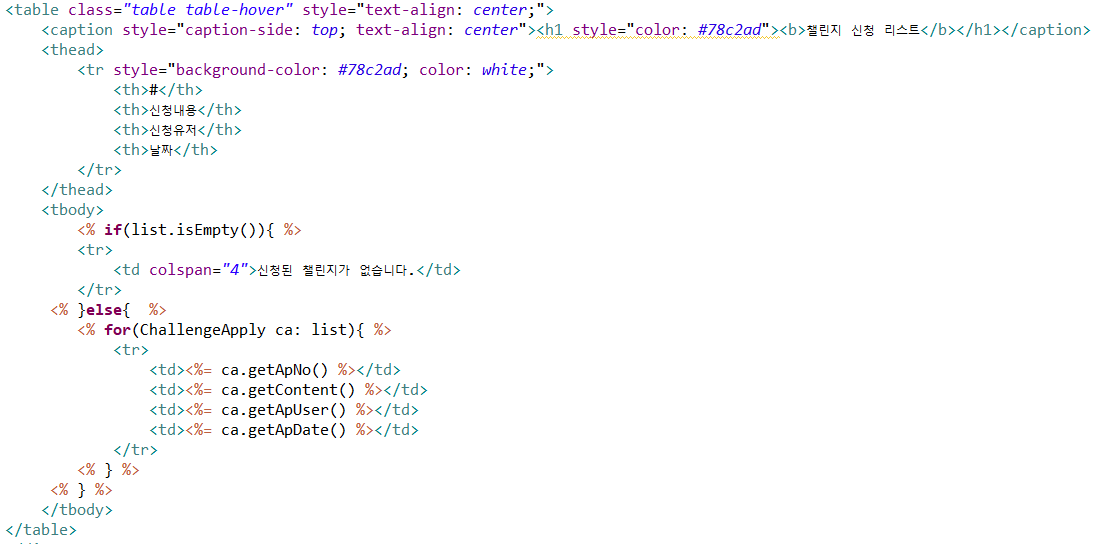 <table class="table table-hover" style="text-align: center;">
    <caption style="caption-side: top; text-align: center"><h1 style="color: #78c2ad"><b>챌린지 신청 리스트</b></h1></caption>
    <thead>
        <tr style="background-color: #78c2ad; color: white;">
            <th>#</th>
            <th>신청내용</th>
            <th>신청유저</th>
            <th>날짜</th>
        </tr>
    </thead>
    <tbody>
        <% if(list.isEmpty()){ %>
        <tr>
            <td colspan="4">신청된 챌린지가 없습니다.</td>
        </tr>
     <% }else{  %>
        <% for(ChallengeApply ca: list){ %>
            <tr>
                <td><%= ca.getApNo() %></td>
                <td><%= ca.getContent() %></td>
                <td><%= ca.getApUser() %></td>
                <td><%= ca.getApDate() %></td>
            </tr>
        <% } %>
     <% } %>
    </tbody>
</table>